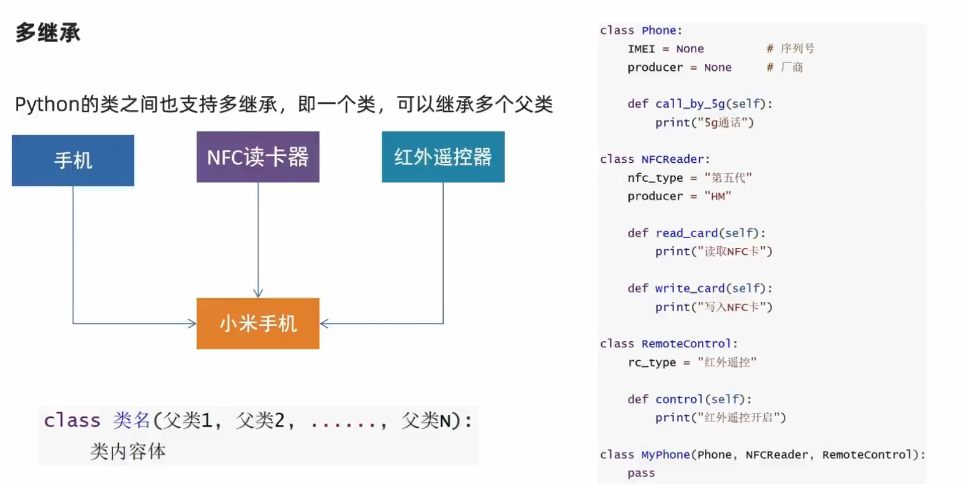 多继承
Python的类之间也支持多继承，即一个类，可以继承多个父类
手机
NFC读卡器
红外遥控器
小米手机
class 类名(父类1, 父类2, ......, 父类N):
    类内容体
class Phone:
    IMEI = None         # 序列号
    producer = None     # 厂商

    def call_by_5g(self):
        print("5g通话")

class NFCReader:
    nfc_type = "第五代"
    producer = "HM"

    def read_card(self):
        print("读取NFC卡")

    def write_card(self):
        print("写入NFC卡")

class RemoteControl:
    rc_type = "红外遥控"

    def control(self):
        print("红外遥控开启")

class MyPhone(Phone, NFCReader, RemoteControl):
    pass